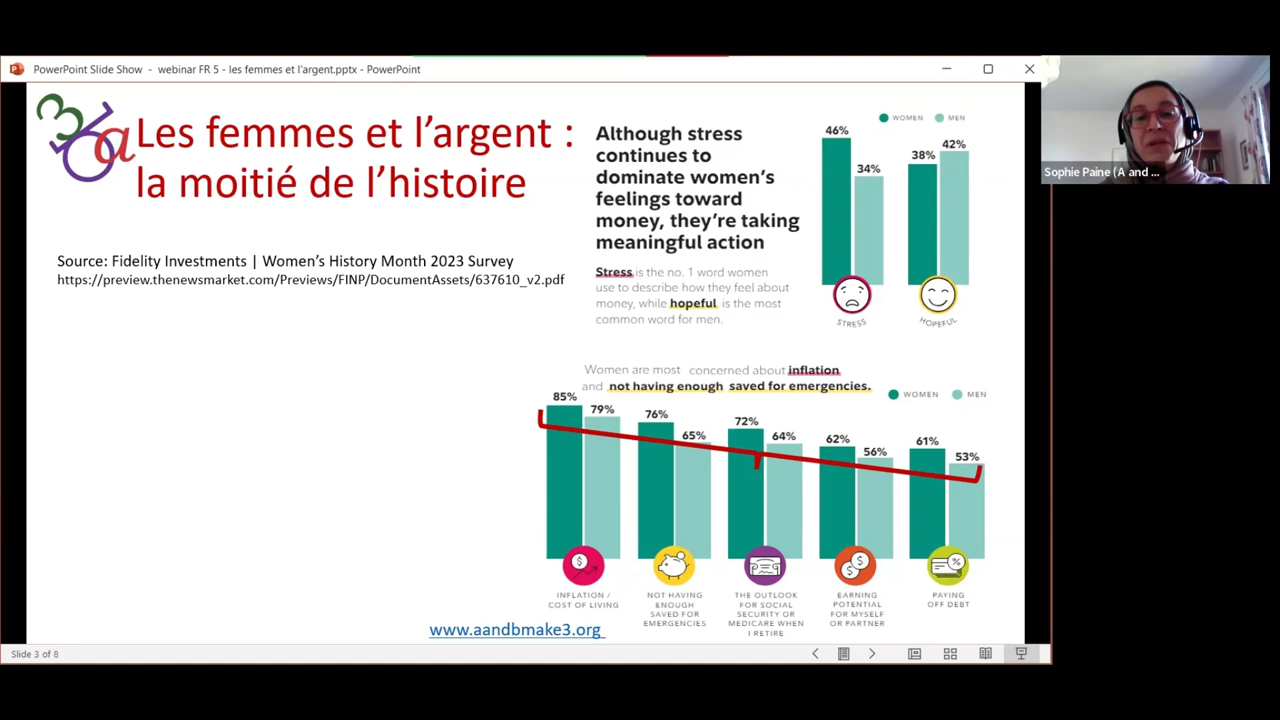 PowerPoint Slide Show - webinar FR 5 - les femmes et l'argent.pptx - PowerPoint
36a
Les femmes et l'argent :
la moitié de l'histoire
Source: Fidelity Investments | Women's History Month 2023 Survey
https://preview.thenewsmarket.com/Previews/FINP/DocumentAssets/637610_v2.pdf
Although stress
continues to
dominate women's
feelings toward
money, they're taking
meaningful action
Stress is the no. 1 word women
use to describe how they feel about
money, while hopeful is the most
common word for men.
WOMEN MEN
46%
34%
38%
42%
STRESS
HOPEFUL
Women are most concerned about inflation
and not having enough saved for emergencies.
WOMEN MEN
85%
79%
76%
65%
72%
64%
62%
56%
61%
53%
INFLATION /
COST OF LIVING
NOT HAVING
ENOUGH
SAVED FOR
EMERGENCIES
THE OUTLOOK
FOR SOCIAL
SECURITY OR
MEDICARE WHEN
I RETIRE
EARNING
POTENTIAL
FOR MYSELF
OR PARTNER
PAYING
OFF DEBT
www.aandbmake3.org
Slide 3 of 8
Sophie Paine (A and ...